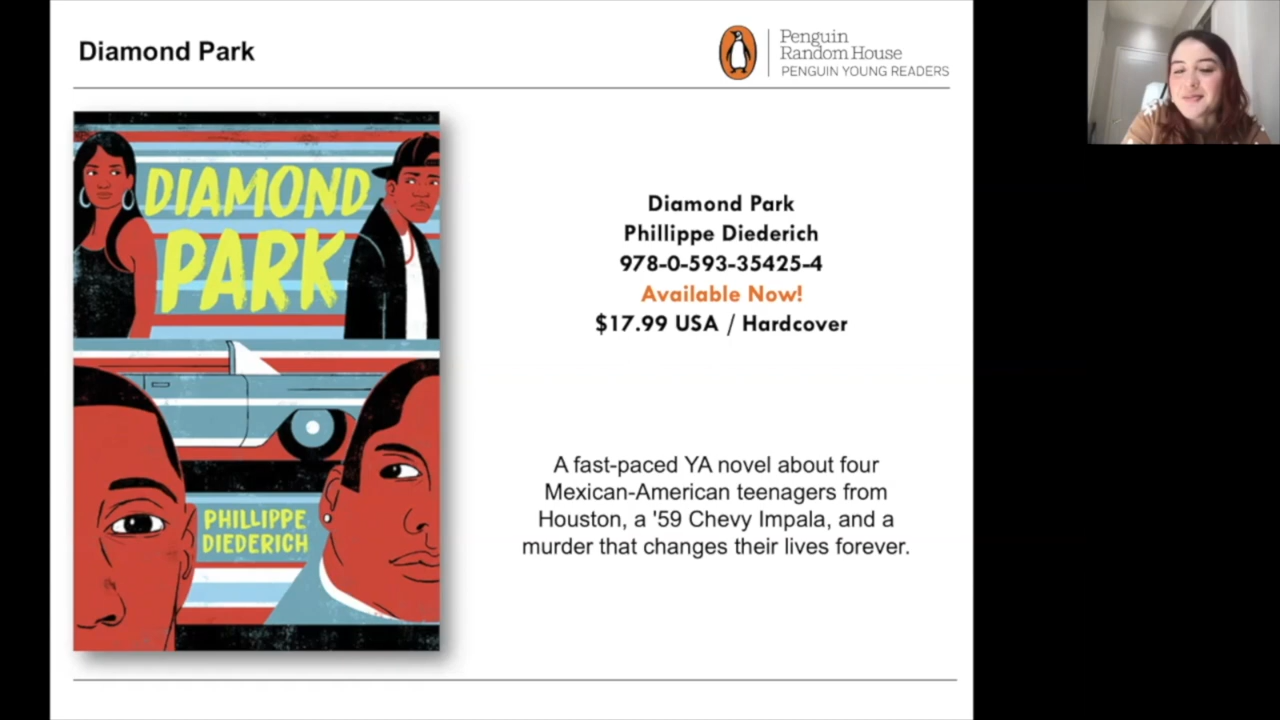 Diamond Park
Penguin
Random House
PENGUIN YOUNG READERS
DIAMOND
PARK
PHILLIPPE
DIEDERICH
Diamond Park
Phillippe Diederich
978-0-593-35425-4
Available Now!
$17.99 USA / Hardcover
A fast-paced YA novel about four
Mexican-American teenagers from
Houston, a '59 Chevy Impala, and a
murder that changes their lives forever.